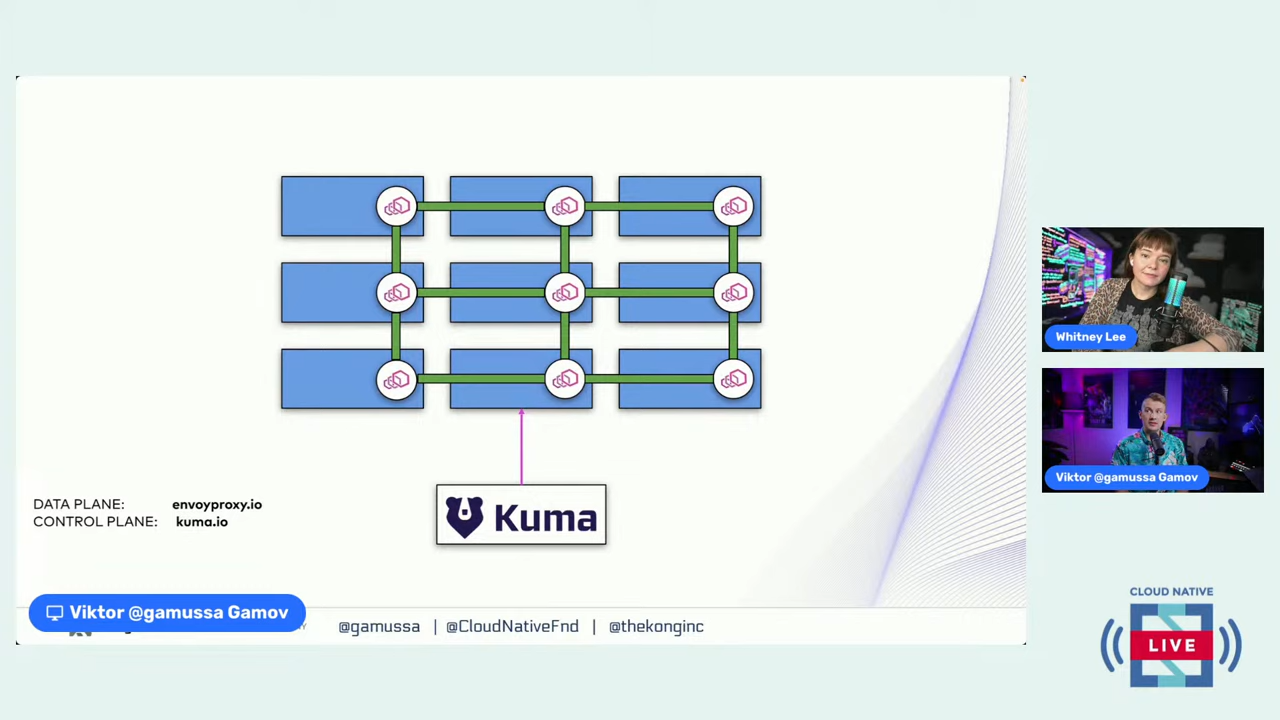 DATA PLANE: envoyproxy.io
CONTROL PLANE: kuma.io
Kuma
Viktor @gamussa Gamov
@gamussa | @CloudNativeFnd | @thekonginc
Whitney Lee
Viktor @gamussa Gamov
CLOUD NATIVE
LIVE